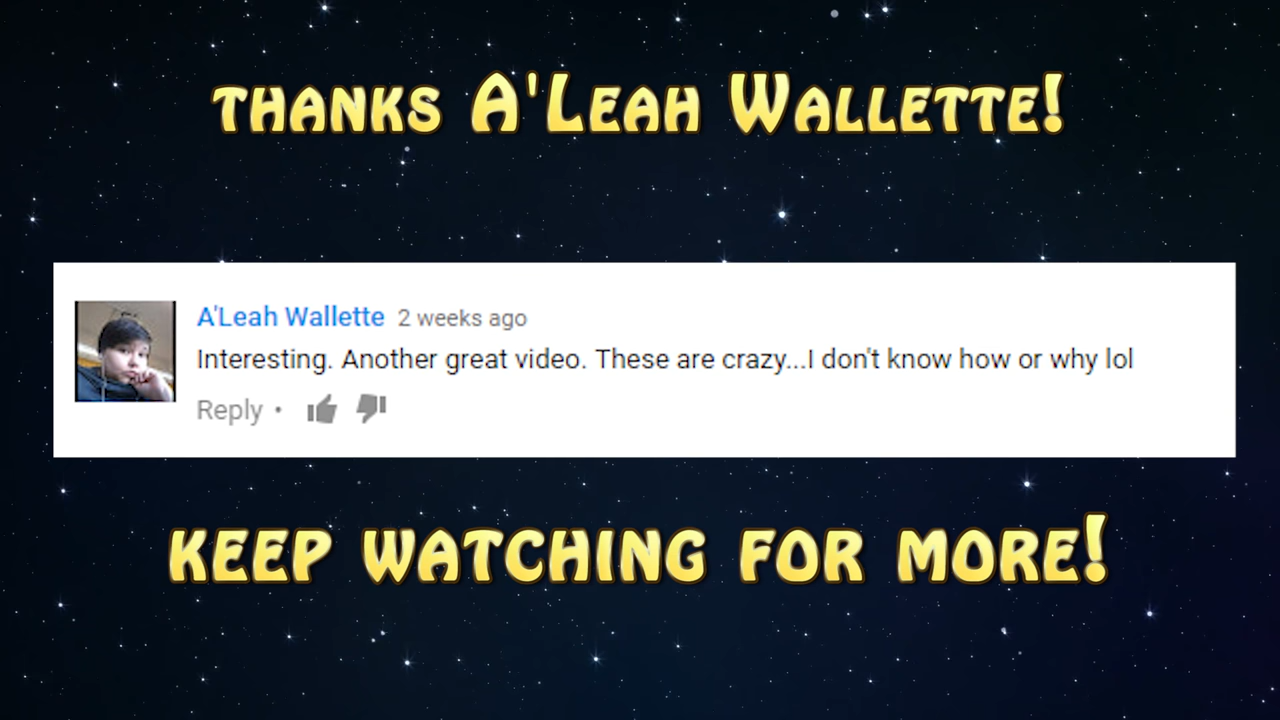 THANKS A'LEAH WALLETTE!
A'Leah Wallette 2 weeks ago
Interesting. Another great video. These are crazy...I don't know how or why lol
Reply •
KEEP WATCHING FOR MORE!